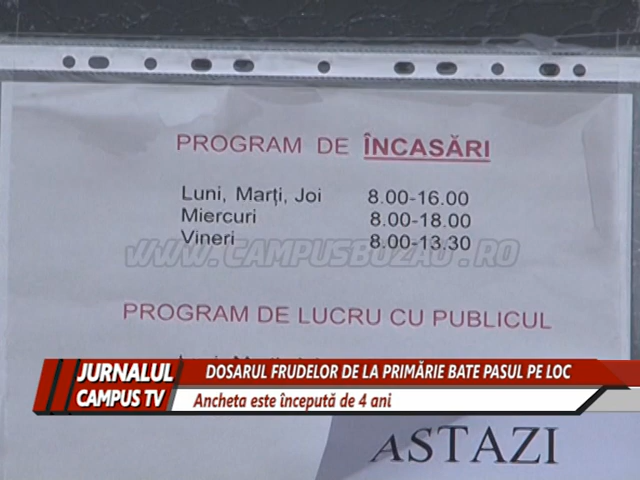 PROGRAM DE ÎNCASĂRI
Luni, Marți, Joi 8.00-16.00
Miercuri 8.00-18.00
Vineri 8.00-13.30
WWW.CAMPUSBUZAU.RO
PROGRAM DE LUCRU CU PUBLICUL
JURNALUL
CAMPUS TV
DOSARUL FRUDELOR DE LA PRIMĂRIE BATE PASUL PE LOC
Ancheta este începută de 4 ani
ASTAZI